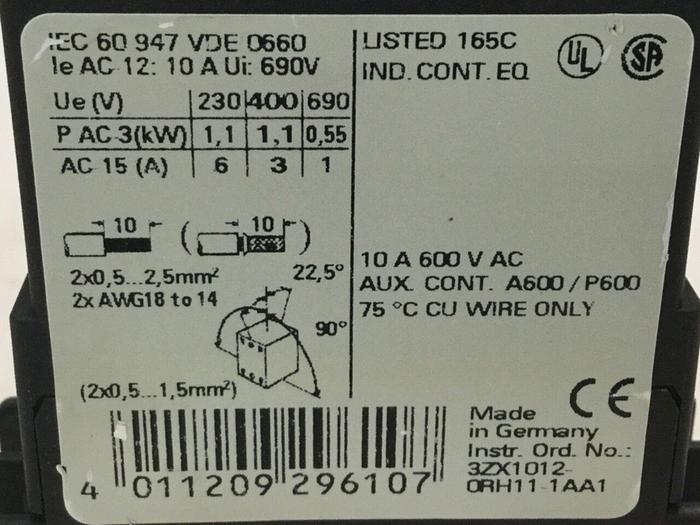 IEC 60 947 VDE 0660
Ie AC-12: 10 A Ui: 690V
Ue (V) 230 400 690
P AC-3(kW) 1,1 1,1 0,55
AC 15 (A) 6 3 1
10 ( 10 )
2x0,5...2,5mm²
2x AWG18 to 14
22,5°
90°
(2x0,5...1,5mm²)
LISTED 165C
IND. CONT. EQ
UL SA
10 A 600 V AC
AUX. CONT. A600 / P600
75 °C CU WIRE ONLY
CE
Made
in Germany
Instr. Ord. No.:
3ZX1012-
0RH11-1AA1
4 011209 296107